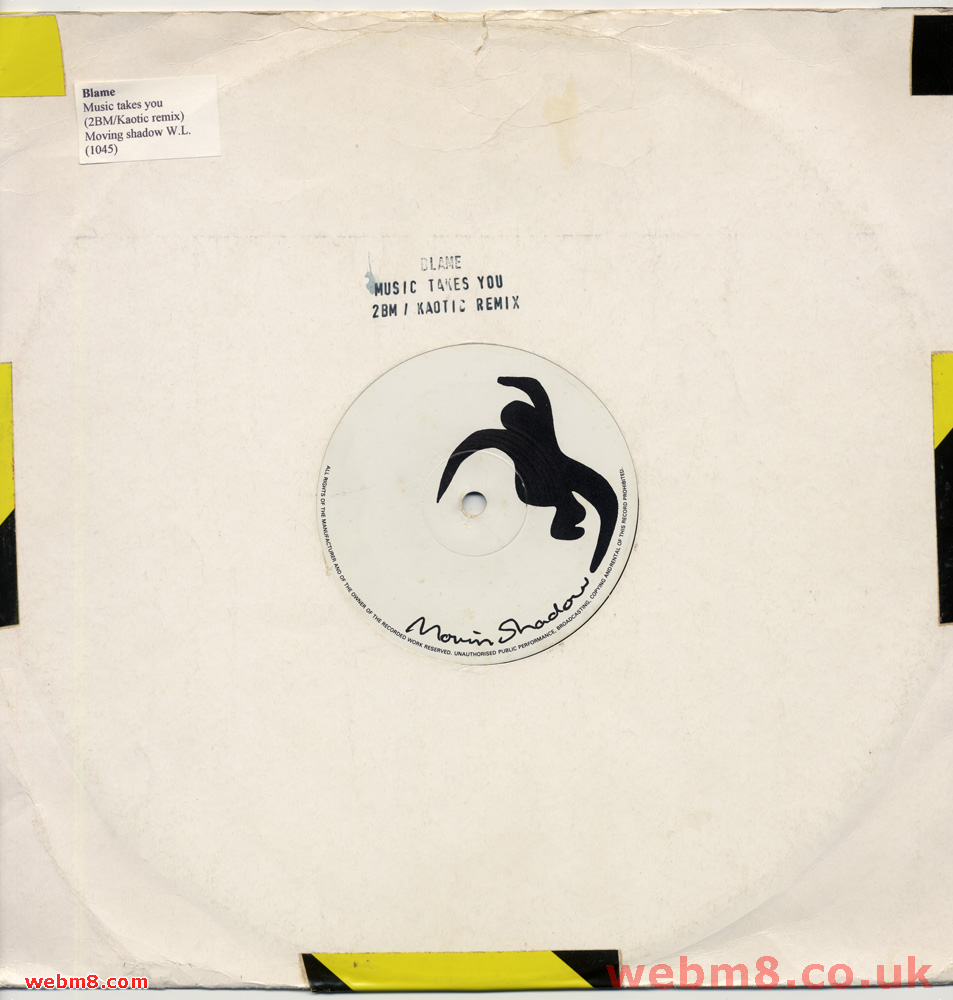 Blame
Music takes you
(2BM/Kaotic remix)
Moving shadow W.L.
(1045)
BLAME
MUSIC TAKES YOU
2BM / KAOTIC REMIX
ALL RIGHTS OF THE MANUFACTURER AND OF THE OWNER OF THE RECORDED WORK RESERVED. UNAUTHORISED PUBLIC PERFORMANCE, BROADCASTING, COPYING AND RENTAL OF THIS RECORD PROHIBITED.
Movin Shadow
webm8.com
webm8.co.uk